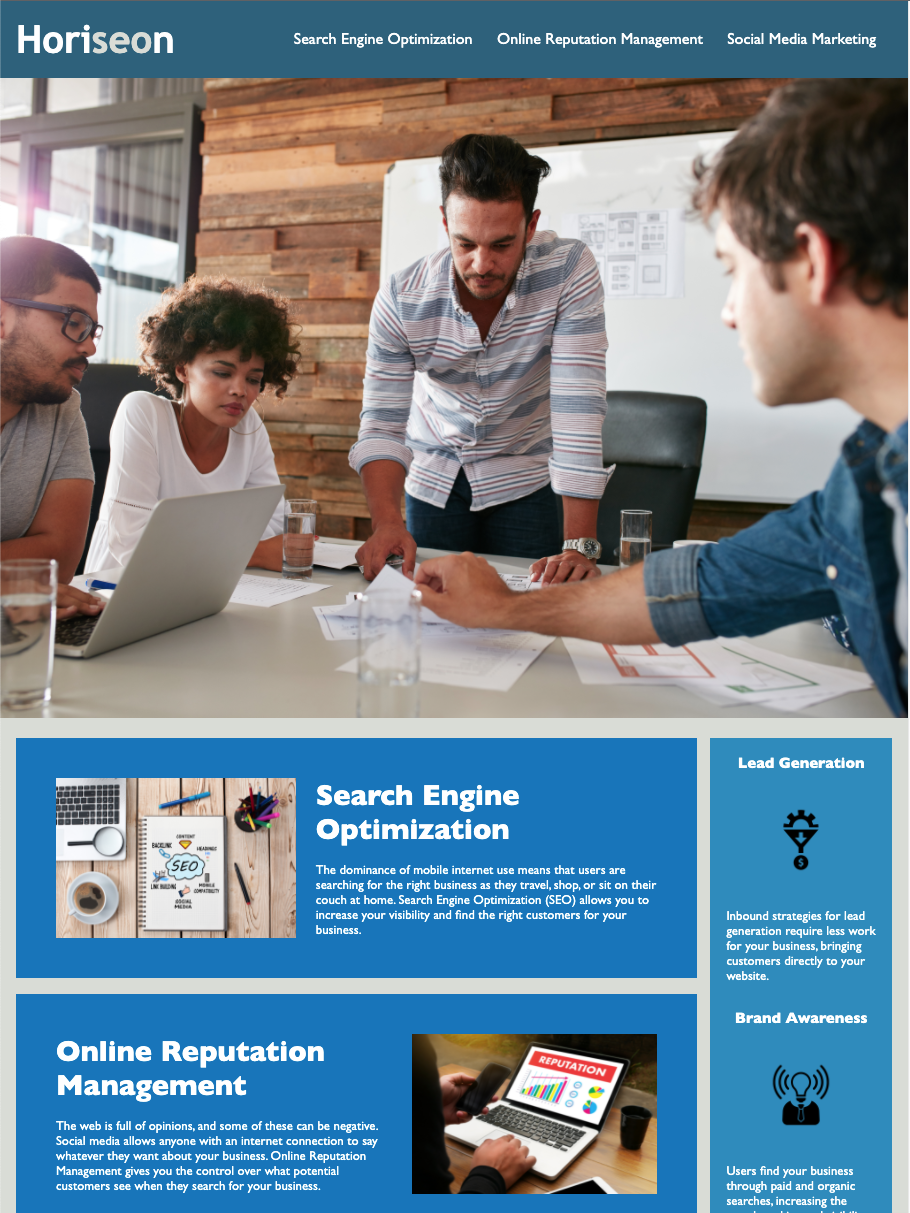 Horiseon
Search Engine Optimization
Online Reputation Management
Social Media Marketing
CONTENT
BACKLINK
HEADINGS
SEO
LINK BUILDING
MOBILE
COMPATIBILITY
SOCIAL
MEDIA
Search Engine
Optimization
The dominance of mobile internet use means that users are
searching for the right business as they travel, shop, or sit on their
couch at home. Search Engine Optimization (SEO) allows you to
increase your visibility and find the right customers for your
business.
Online Reputation
Management
The web is full of opinions, and some of these can be negative.
Social media allows anyone with an internet connection to say
whatever they want about your business. Online Reputation
Management gives you the control over what potential
customers see when they search for your business.
REPUTATION
Lead Generation
$
Inbound strategies for lead
generation require less work
for your business, bringing
customers directly to your
website.
Brand Awareness
Users find your business
through paid and organic
searches, increasing the